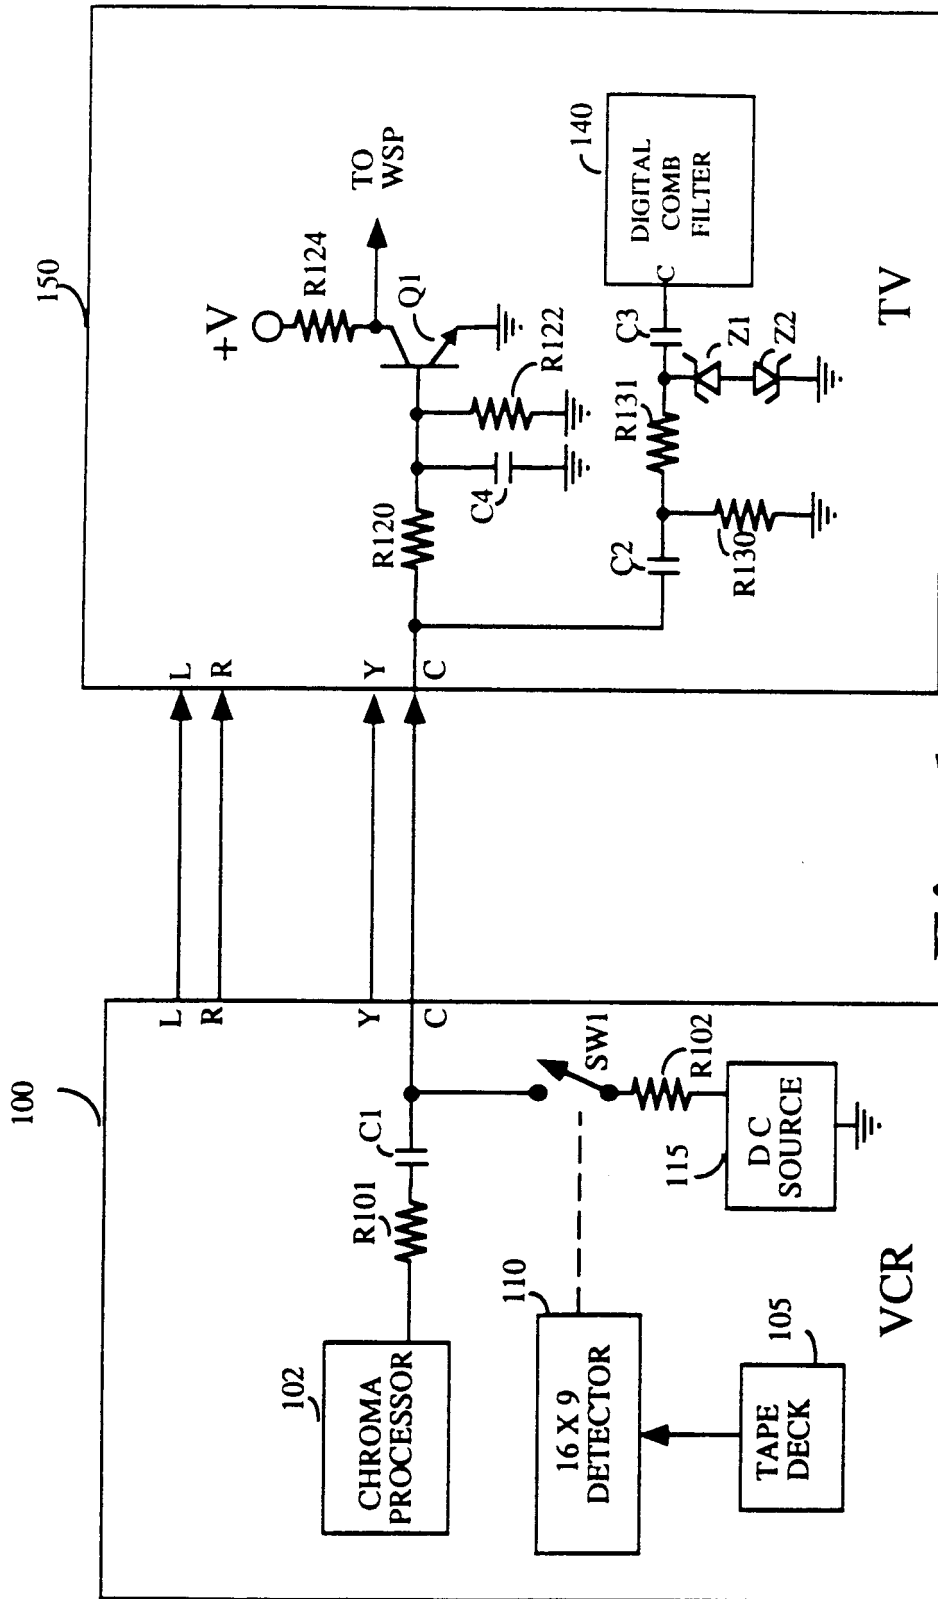 100
102
CHROMA
PROCESSOR
R101
C1
L
R
Y
C
110
16 X 9
DETECTOR
SW1
R102
105
TAPE
DECK
115
D C
SOURCE
VCR
150
L
R
Y
C
+V
R124
TO
WSP
Q1
R120
C4
R122
C2
R130
R131
C3
Z1
Z2
C
140
DIGITAL
COMB
FILTER
TV